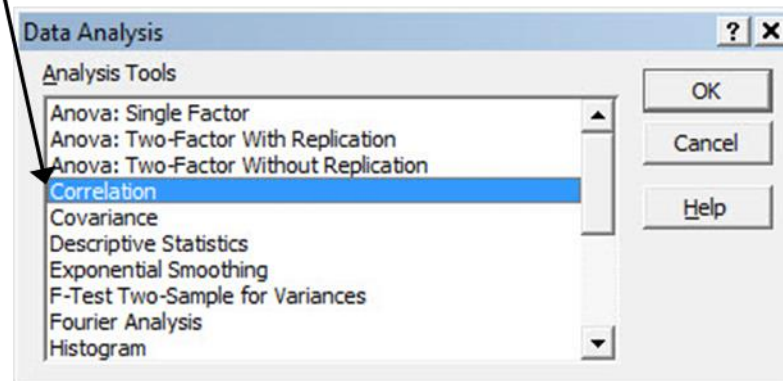 Data Analysis
?
X
Analysis Tools
Anova: Single Factor
Anova: Two-Factor With Replication
Anova: Two-Factor Without Replication
Correlation
Covariance
Descriptive Statistics
Exponential Smoothing
F-Test Two-Sample for Variances
Fourier Analysis
Histogram
OK
Cancel
Help